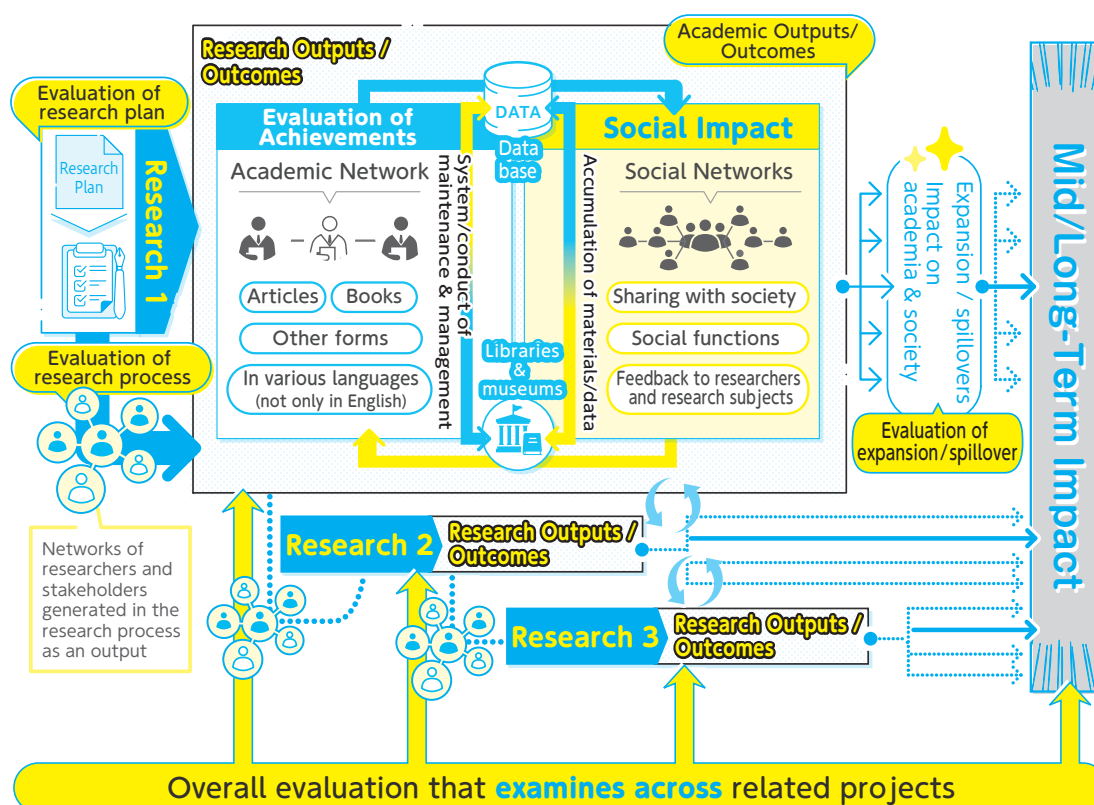 Academic Outputs/
Outcomes
Research Outputs /
Outcomes
Evaluation of
research plan
Research
Plan
Research 1
Evaluation of
research process
Networks of
researchers and
stakeholders
generated in the
research process
as an output
Evaluation of
Achievements
Academic Network
Articles
Books
Other forms
In various languages
(not only in English)
System/conduct of
maintenance & management
DATA
Data
base
Libraries
&
museums
Accumulation of materials/data
Social Impact
Social Networks
Sharing with society
Social functions
Feedback to researchers
and research subjects
Expansion / spillovers
Impact on
academia & society
Evaluation of
expansion/spillover
Mid/Long-Term Impact
Research 2
Research Outputs /
Outcomes
Research 3
Research Outputs /
Outcomes
Overall evaluation that examines across related projects